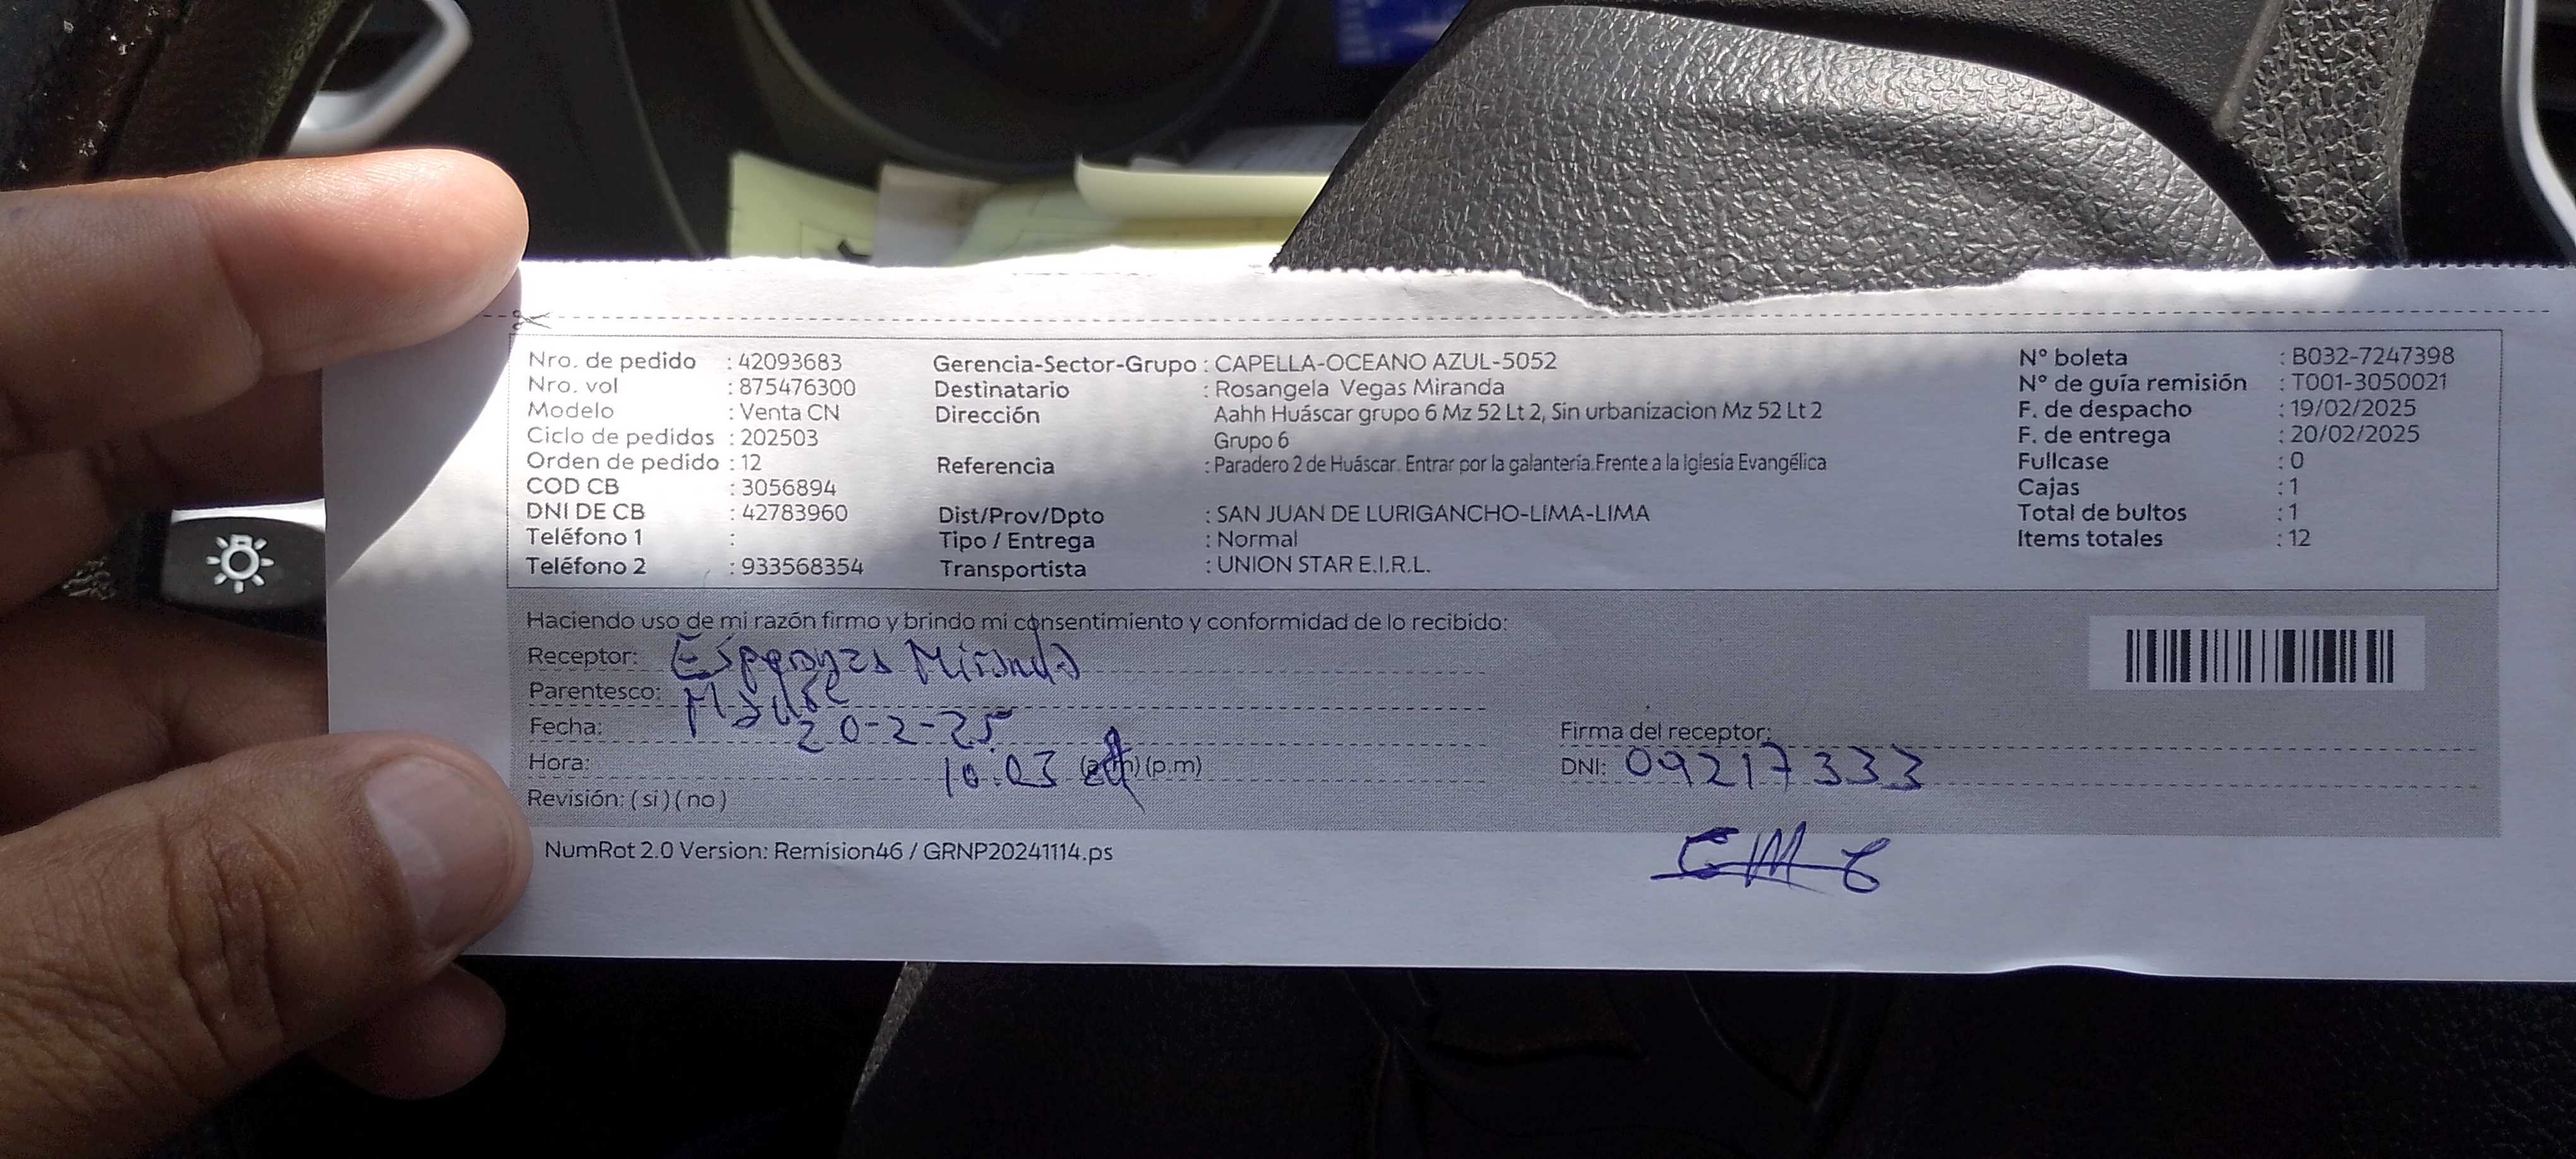 Nro. de pedido : 42093683
Nro. vol : 875476300
Modelo : Venta CN
Ciclo de pedidos : 202503
Orden de pedido : 12
COD CB : 3056894
DNI DE CB : 42783960
Teléfono 1 :
Teléfono 2 : 933568354
Gerencia-Sector-Grupo : CAPELLA-OCEANO AZUL-5052
Destinatario : Rosangela Vegas Miranda
Dirección Aahh Huáscar grupo 6 Mz 52 Lt 2, Sin urbanizacion Mz 52 Lt 2
Grupo 6
Referencia : Paradero 2 de Huáscar. Entrar por la galantería.Frente a la Iglesia Evangélica
Dist/Prov/Dpto : SAN JUAN DE LURIGANCHO-LIMA-LIMA
Tipo / Entrega : Normal
Transportista : UNION STAR E.I.R.L.
N° boleta : B032-7247398
N° de guía remisión : T001-3050021
F. de despacho : 19/02/2025
F. de entrega : 20/02/2025
Fullcase : 0
Cajas : 1
Total de bultos : 1
Items totales : 12
Haciendo uso de mi razón firmo y brindo mi consentimiento y conformidad de lo recibido:
Receptor: Esperanza Miranda
Parentesco: Madre
Fecha: 20-2-25
Hora: 10:03 (a.m) (p.m)
Revisión: (si) (no)
Firma del receptor:
DNI: 09217333
NumRot 2.0 Version: Remision46 / GRNP20241114.ps